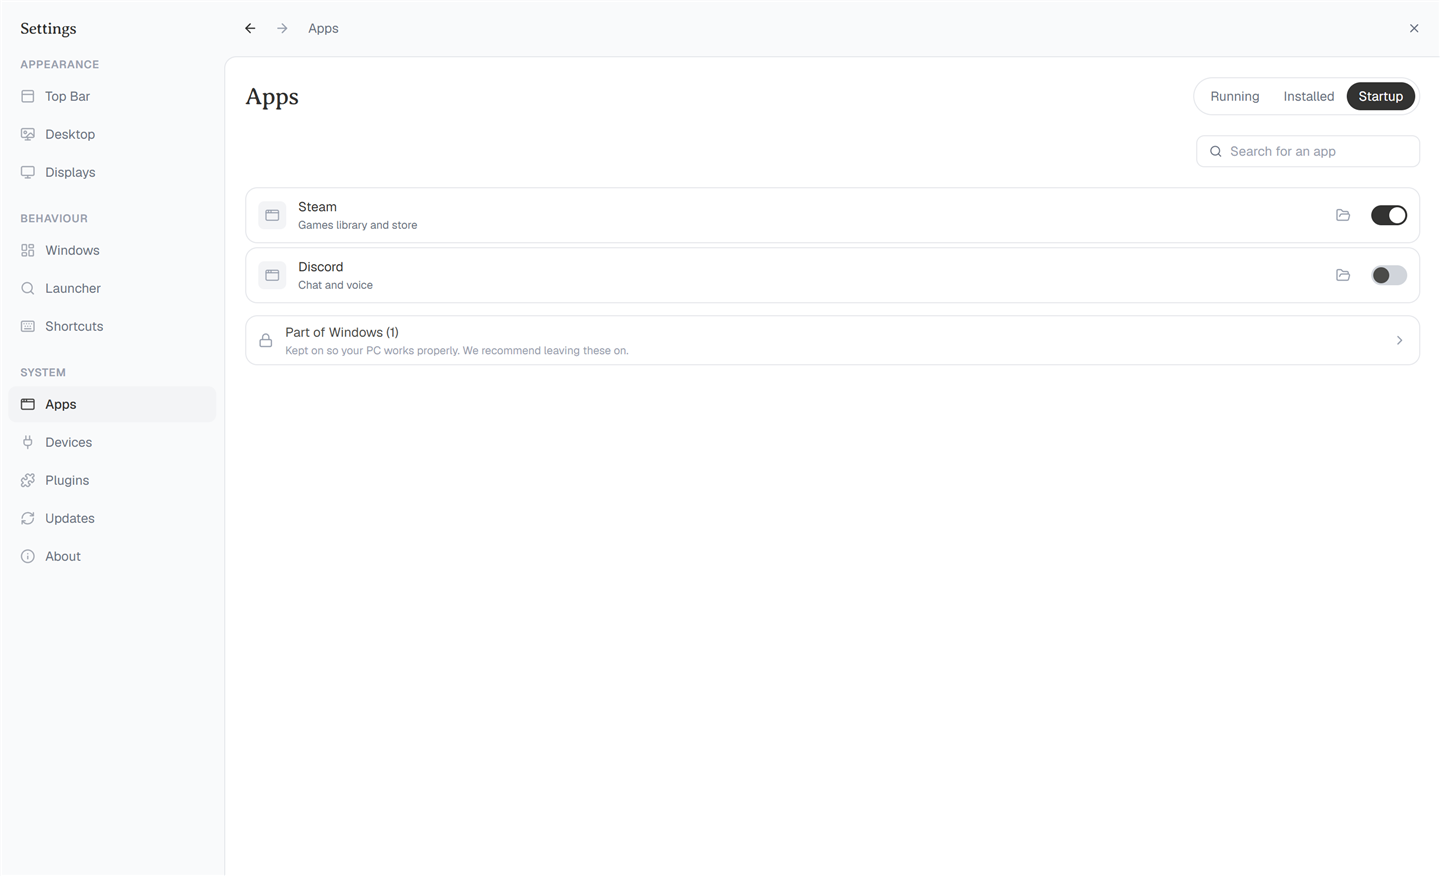 Settings
Apps
APPEARANCE
Top Bar
Desktop
Displays
BEHAVIOUR
Windows
Launcher
Shortcuts
SYSTEM
Apps
Devices
Plugins
Updates
About
Apps
Running
Installed
Startup
Search for an app
Steam
Games library and store
Discord
Chat and voice
Part of Windows (1)
Kept on so your PC works properly. We recommend leaving these on.